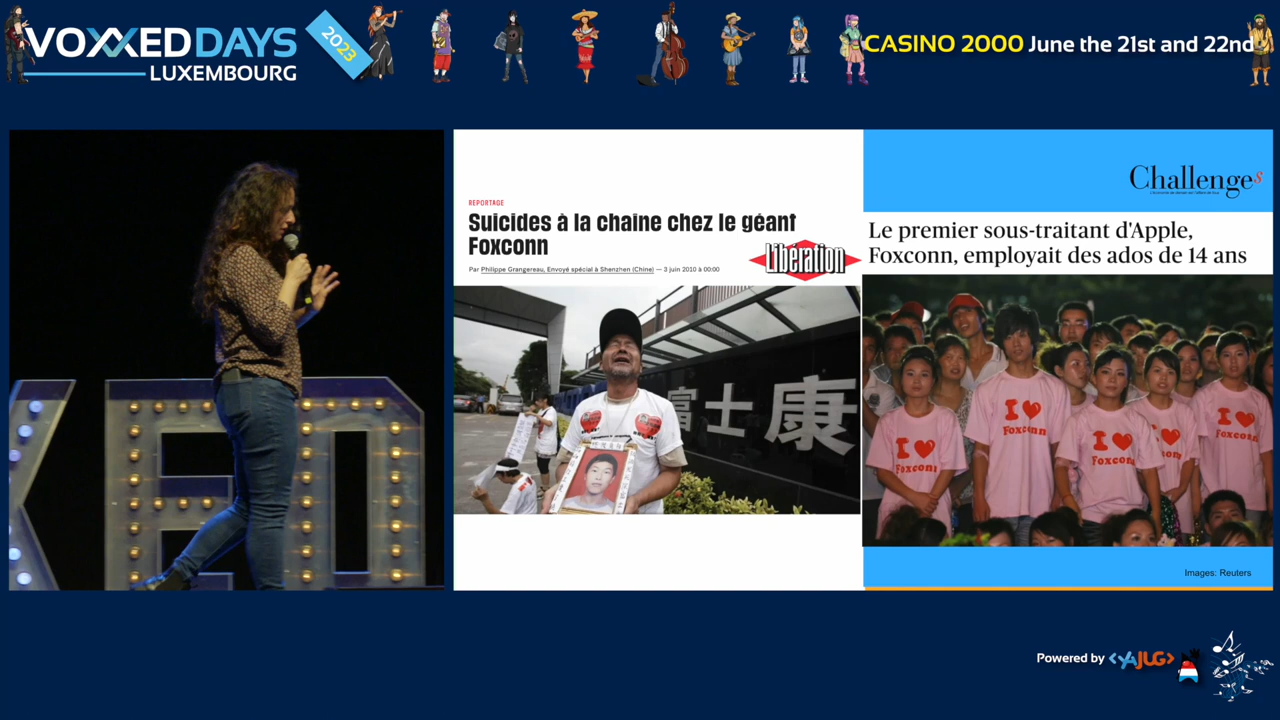 VOXXED DAYS
LUXEMBOURG
2023
CASINO 2000 June the 21st and 22nd
REPORTAGE
Suicides à la chaîne chez le géant
Foxconn
Par Philippe Grangereau, Envoyé spécial à Shenzhen (Chine) — 3 juin 2010 à 00:00
Libération
富士康
Challenges
Le premier sous-traitant d'Apple,
Foxconn, employait des ados de 14 ans
I ❤ Foxconn
I ❤ Foxconn
I ❤ Foxconn
I ❤ Foxconn
Images: Reuters
XED
Powered by <YAJUG>